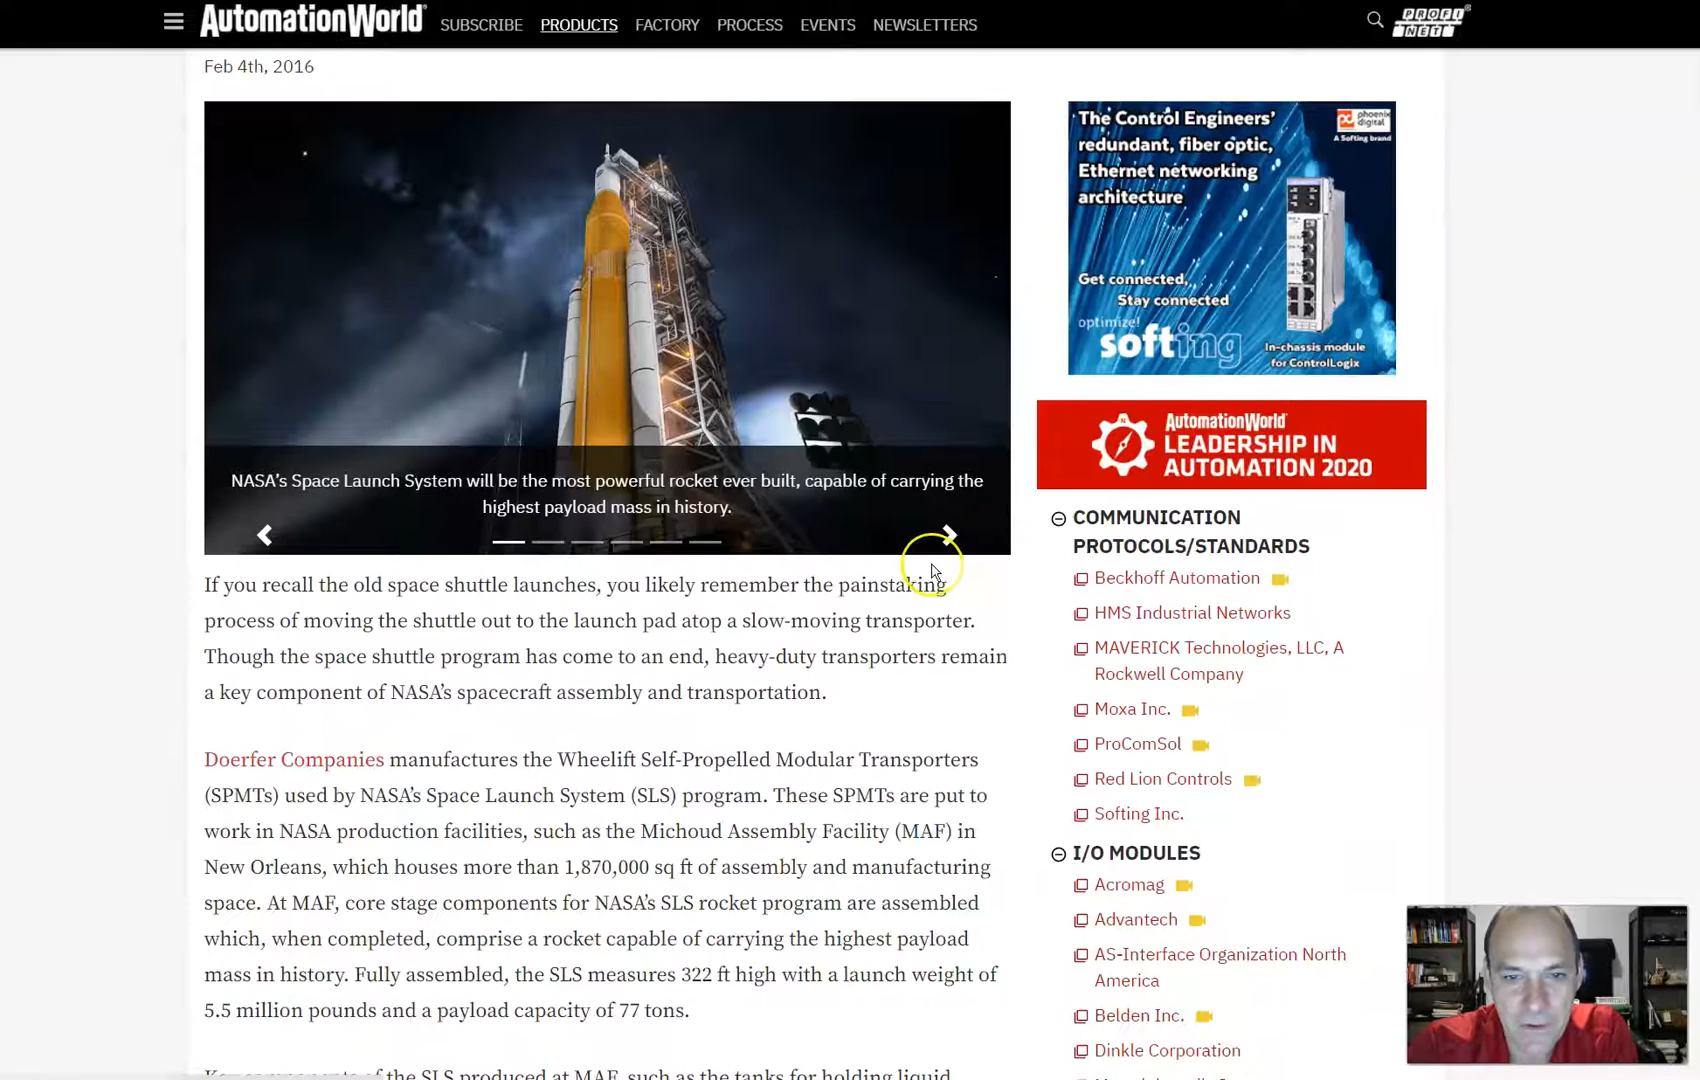 AutomationWorld
SUBSCRIBE PRODUCTS FACTORY PROCESS EVENTS NEWSLETTERS
PROFI
NET
Feb 4th, 2016
NASA's Space Launch System will be the most powerful rocket ever built, capable of carrying the
highest payload mass in history.
If you recall the old space shuttle launches, you likely remember the painstaking
process of moving the shuttle out to the launch pad atop a slow-moving transporter.
Though the space shuttle program has come to an end, heavy-duty transporters remain
a key component of NASA's spacecraft assembly and transportation.
Doerfer Companies manufactures the Wheelift Self-Propelled Modular Transporters
(SPMTs) used by NASA's Space Launch System (SLS) program. These SPMTs are put to
work in NASA production facilities, such as the Michoud Assembly Facility (MAF) in
New Orleans, which houses more than 1,870,000 sq ft of assembly and manufacturing
space. At MAF, core stage components for NASA's SLS rocket program are assembled
which, when completed, comprise a rocket capable of carrying the highest payload
mass in history. Fully assembled, the SLS measures 322 ft high with a launch weight of
5.5 million pounds and a payload capacity of 77 tons.
Key components of the SLS produced at MAF, such as the tanks for holding liquid
The Control Engineers'
redundant, fiber optic,
Ethernet networking
architecture
phoenix
digital
A Softing brand
Get connected,
Stay connected
optimize!
softing
In-chassis module
for ControlLogix
AutomationWorld
LEADERSHIP IN
AUTOMATION 2020
COMMUNICATION
PROTOCOLS/STANDARDS
Beckhoff Automation
HMS Industrial Networks
MAVERICK Technologies, LLC, A
Rockwell Company
Moxa Inc.
ProComSol
Red Lion Controls
Softing Inc.
I/O MODULES
Acromag
Advantech
AS-Interface Organization North
America
Belden Inc.
Dinkle Corporation